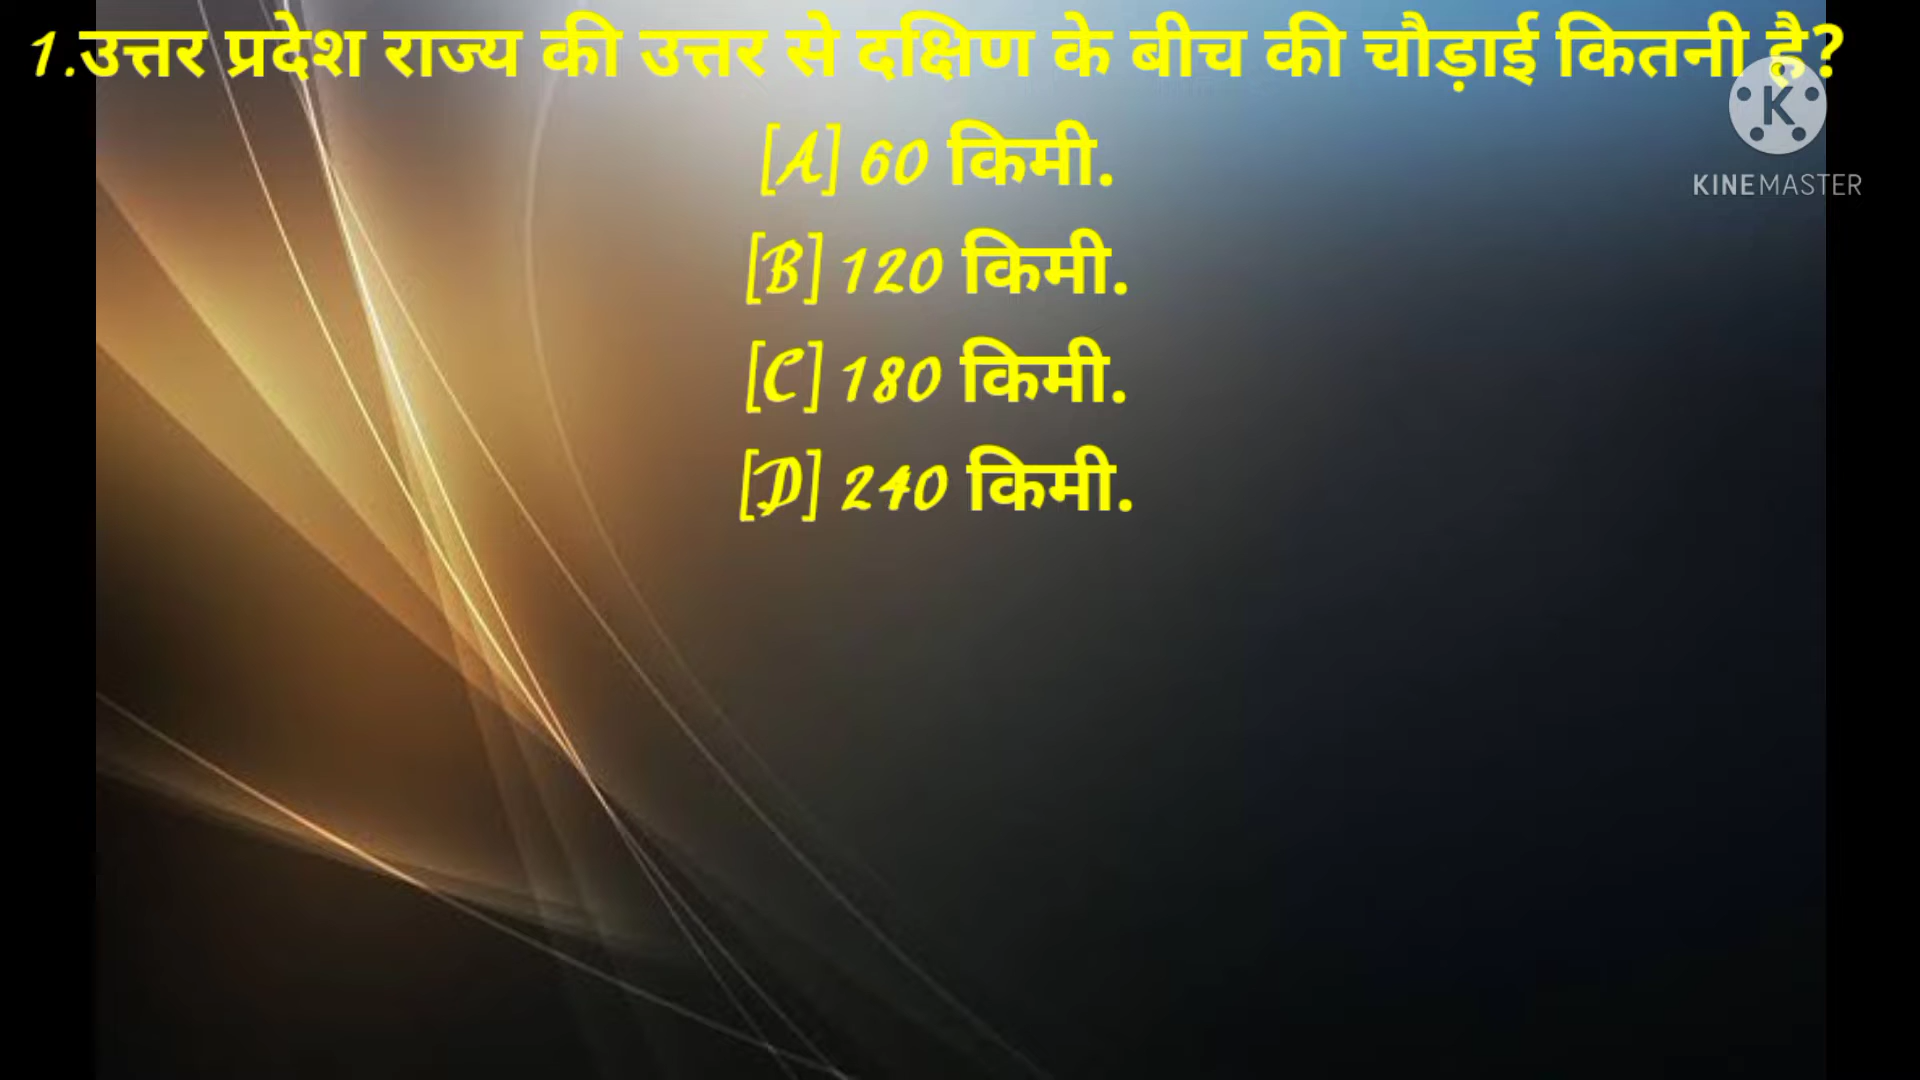 1.उत्तर प्रदेश राज्य की उत्तर से दक्षिण के बीच की चौड़ाई कितनी है?
[A] 60 किमी.
[B] 120 किमी.
[C] 180 किमी.
[D] 240 किमी.
K
KINEMASTER